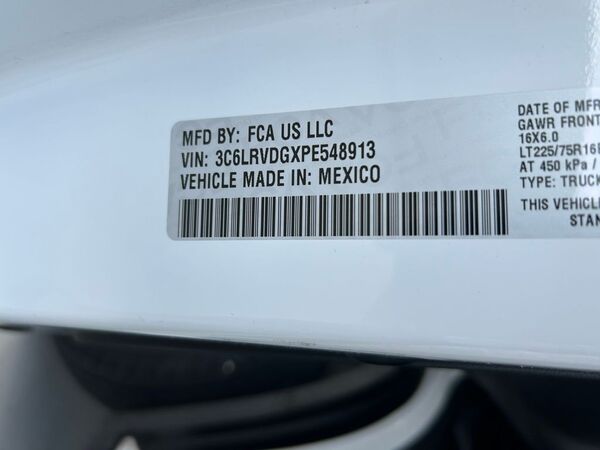 MFD BY: FCA US LLC
VIN: 3C6LRVDGXPE548913
VEHICLE MADE IN: MEXICO
DATE OF MFR
GAWR FRONT
16X6.0
LT225/75R16E
AT 450 kPa /
TYPE: TRUCK
THIS VEHICLE
STAN